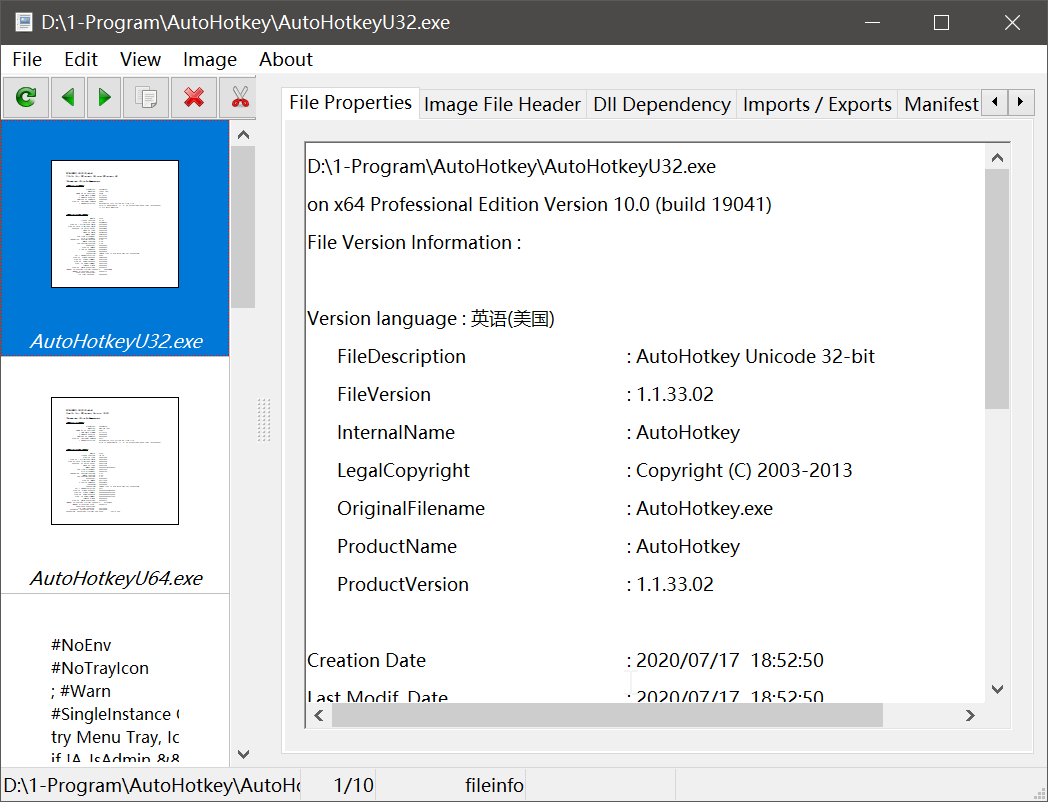 D:\1-Program\AutoHotkey\AutoHotkeyU32.exe
File Edit View Image About
File Properties Image File Header Dll Dependency Imports / Exports Manifest
AutoHotkeyU32.exe
AutoHotkeyU64.exe
#NoEnv
#NoTrayIcon
; #Warn
#SingleInstance
try Menu Tray, Ic
if !A_IsAdmin &&
D:\1-Program\AutoHotkey\AutoHotkeyU32.exe
on x64 Professional Edition Version 10.0 (build 19041)
File Version Information :
Version language : 英语(美国)
FileDescription : AutoHotkey Unicode 32-bit
FileVersion : 1.1.33.02
InternalName : AutoHotkey
LegalCopyright : Copyright (C) 2003-2013
OriginalFilename : AutoHotkey.exe
ProductName : AutoHotkey
ProductVersion : 1.1.33.02
Creation Date : 2020/07/17 18:52:50
Last Modif. Date : 2020/07/17 18:52:50
D:\1-Program\AutoHotkey\AutoHo 1/10 fileinfo